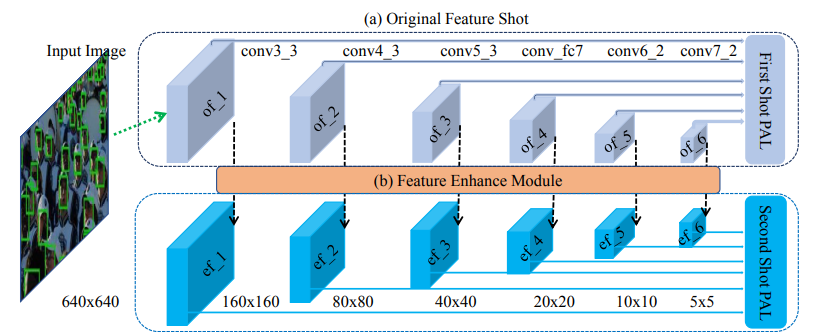 (a) Original Feature Shot
Input Image
conv3_3 conv4_3 conv5_3 conv_fc7 conv6_2 conv7_2
of_1 of_2 of_3 of_4 of_5 of_6
First Shot PAL
(b) Feature Enhance Module
ef_1 ef_2 ef_3 ef_4 ef_5 ef_6
Second Shot PAL
640x640 160x160 80x80 40x40 20x20 10x10 5x5